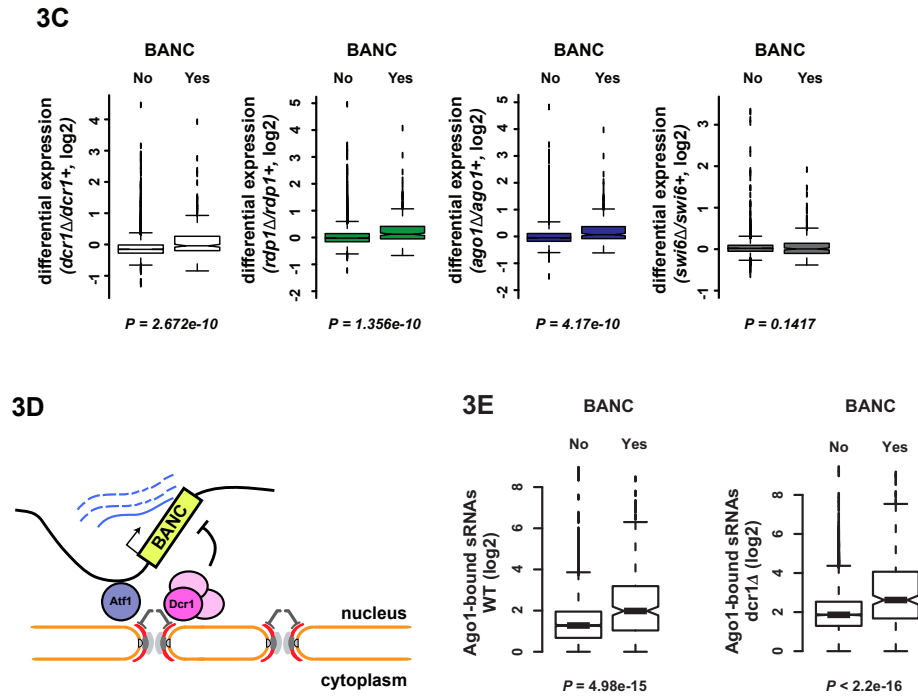 3C
BANC
No Yes
differential expression
(dcr1Δ/dcr1+, log2)
-1 0 1 2 3 4
P = 2.672e-10
BANC
No Yes
differential expression
(rdp1Δ/rdp1+, log2)
-2 -1 0 1 2 3 4 5
P = 1.356e-10
BANC
No Yes
differential expression
(ago1Δ/ago1+, log2)
-2 -1 0 1 2 3 4 5
P = 4.17e-10
BANC
No Yes
differential expression
(swi6Δ/swi6+, log2)
-1 0 1 2 3
P = 0.1417
3D
BANC
Atf1
Dcr1
nucleus
cytoplasm
3E
BANC
No Yes
Ago1-bound sRNAs
WT (log2)
0 2 4 6 8
P = 4.98e-15
BANC
No Yes
Ago1-bound sRNAs
dcr1Δ (log2)
0 2 4 6 8
P < 2.2e-16